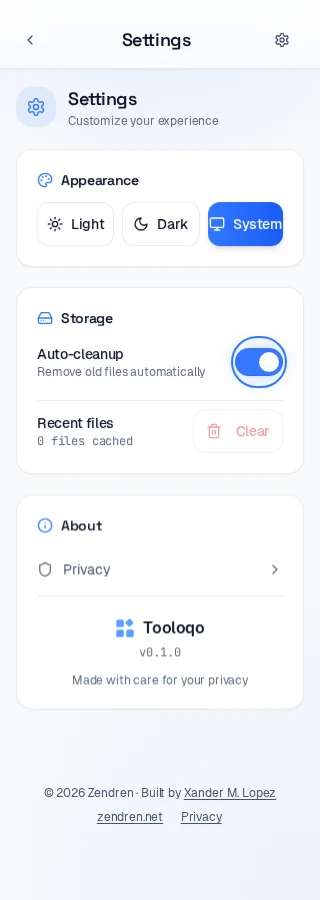 Settings
Settings
Customize your experience
Appearance
Light
Dark
System
Storage
Auto-cleanup
Remove old files automatically
Recent files
0 files cached
Clear
About
Privacy
Tooloqo
v0.1.0
Made with care for your privacy
© 2026 Zendren · Built by Xander M. Lopez
zendren.net Privacy